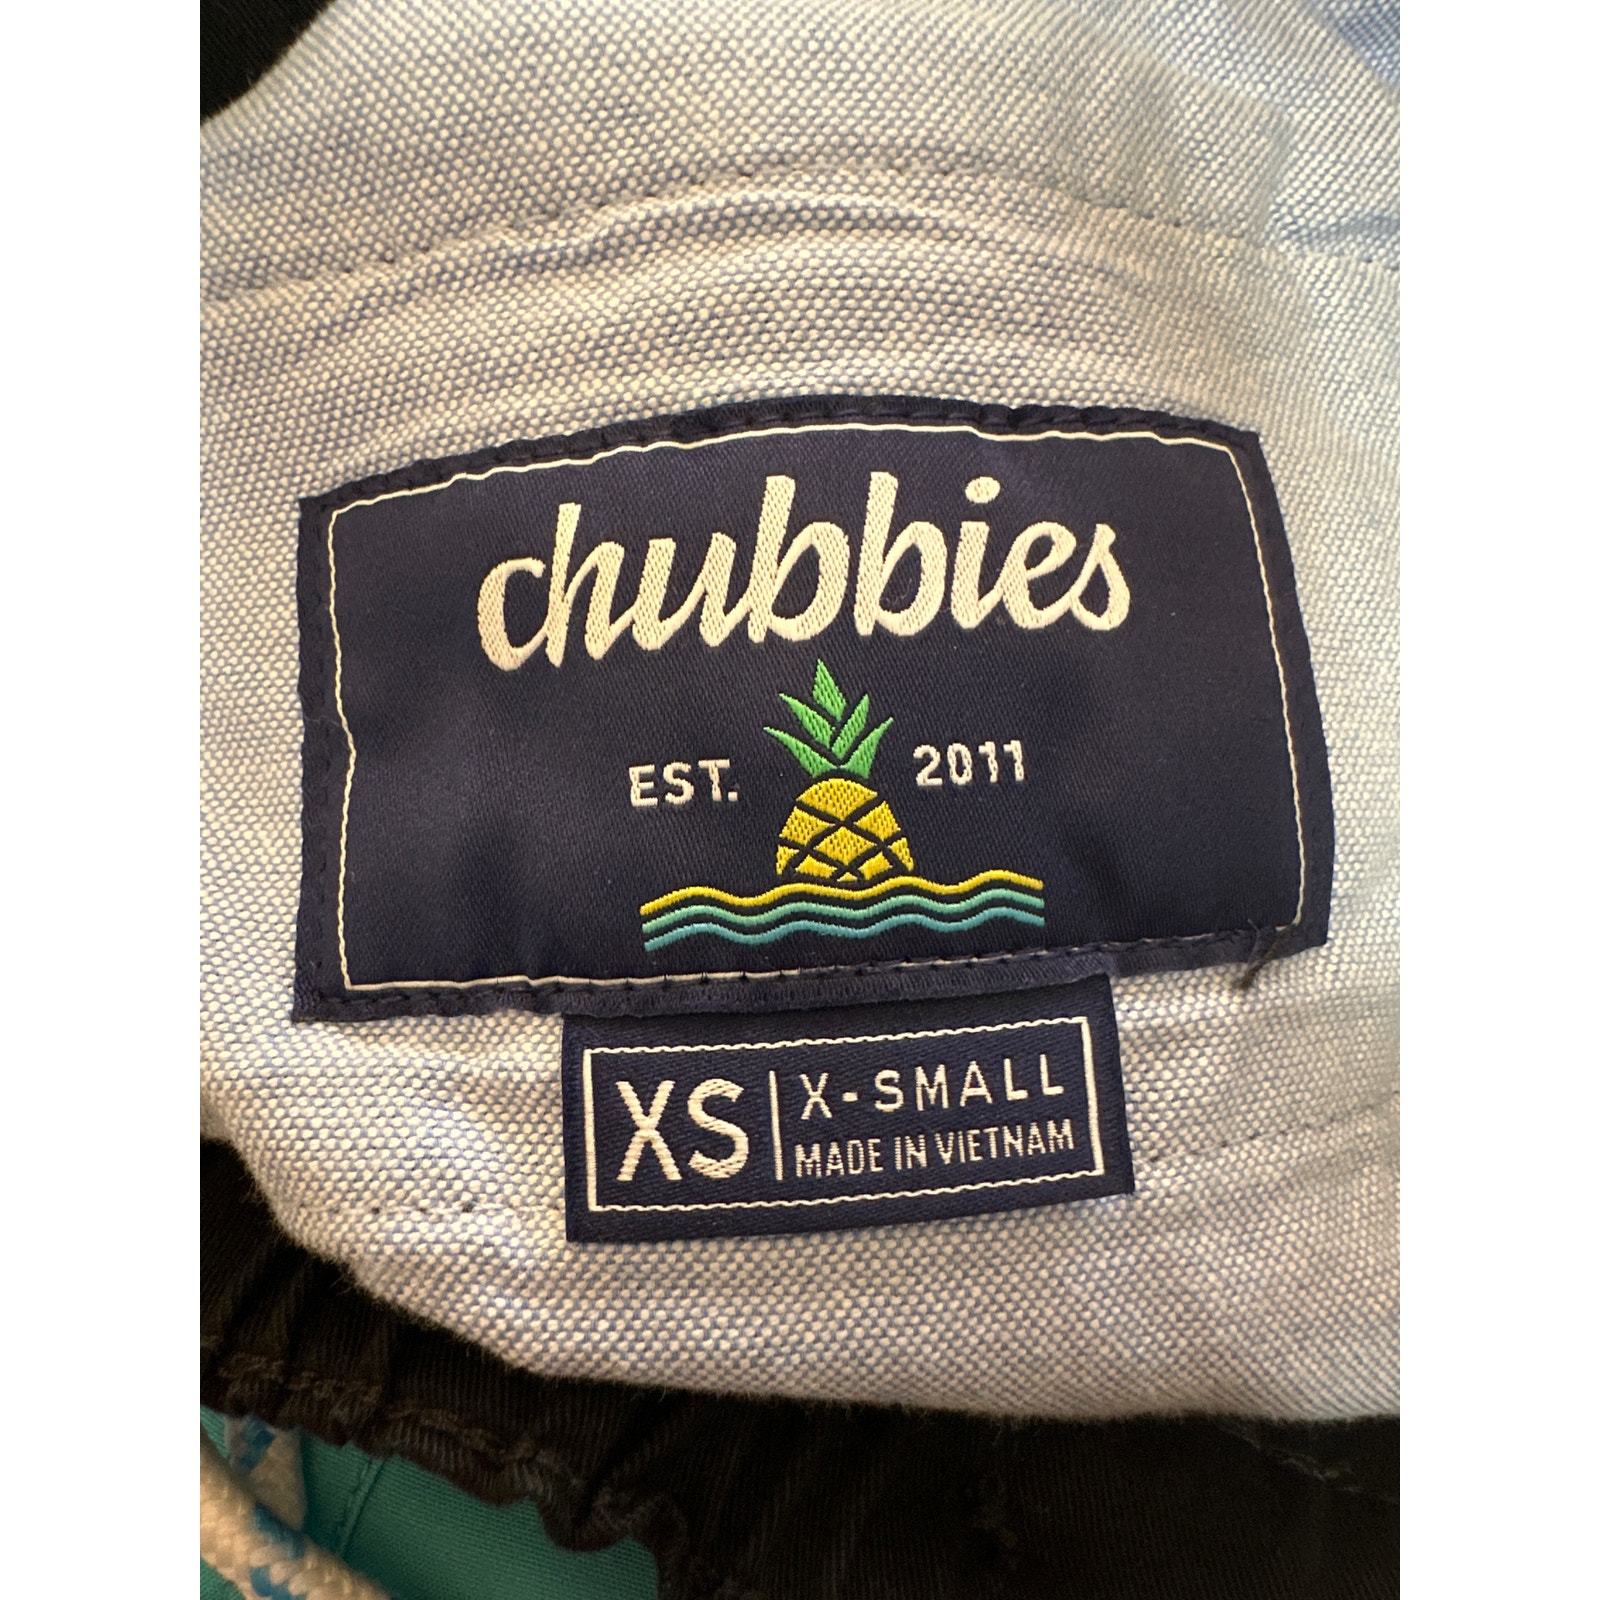 chubbies
EST. 2011
XS X-SMALL
MADE IN VIETNAM